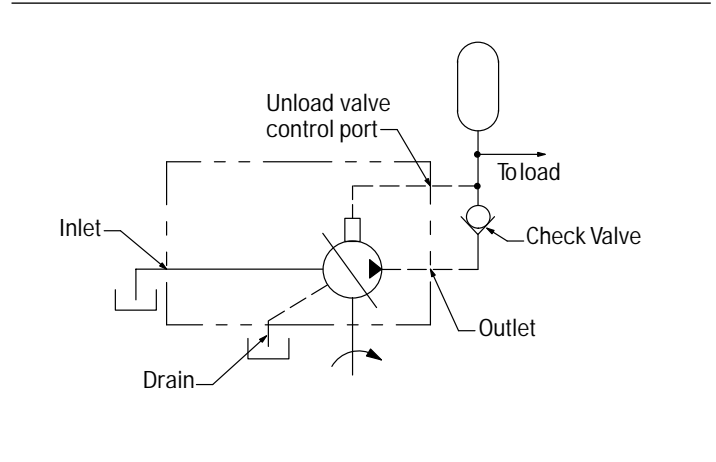 Unload valve
control port
To load
Inlet
Check Valve
Outlet
Drain